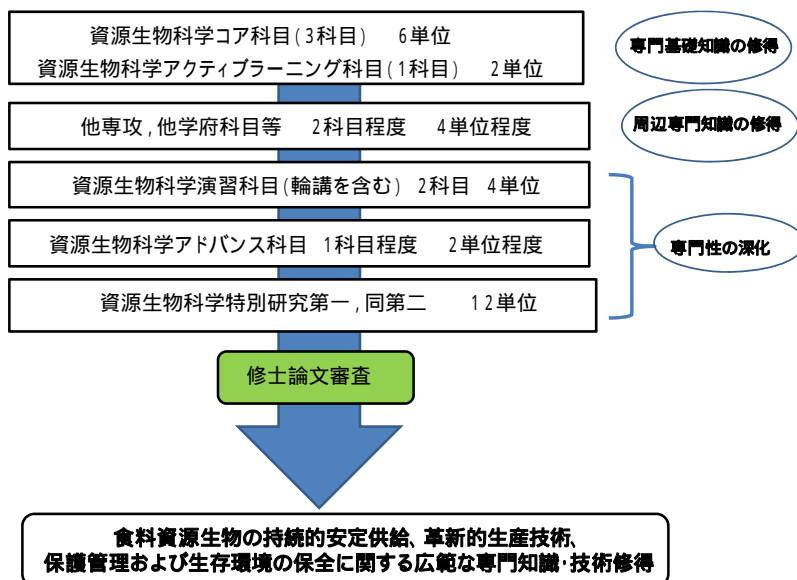 資源生物科学コア科目(3科目) 6単位
専門基礎知識の修得
資源生物科学アクティブラーニング科目(1科目) 2単位
他専攻,他学府科目等 2科目程度 4単位程度
周辺専門知識の修得
資源生物科学演習科目(輪講を含む) 2科目 4単位
資源生物科学アドバンス科目 1科目程度 2単位程度
専門性の深化
資源生物科学特別研究第一,同第二 12単位
修士論文審査
食料資源生物の持続的安定供給、革新的生産技術、
保護管理および生存環境の保全に関する広範な専門知識・技術修得